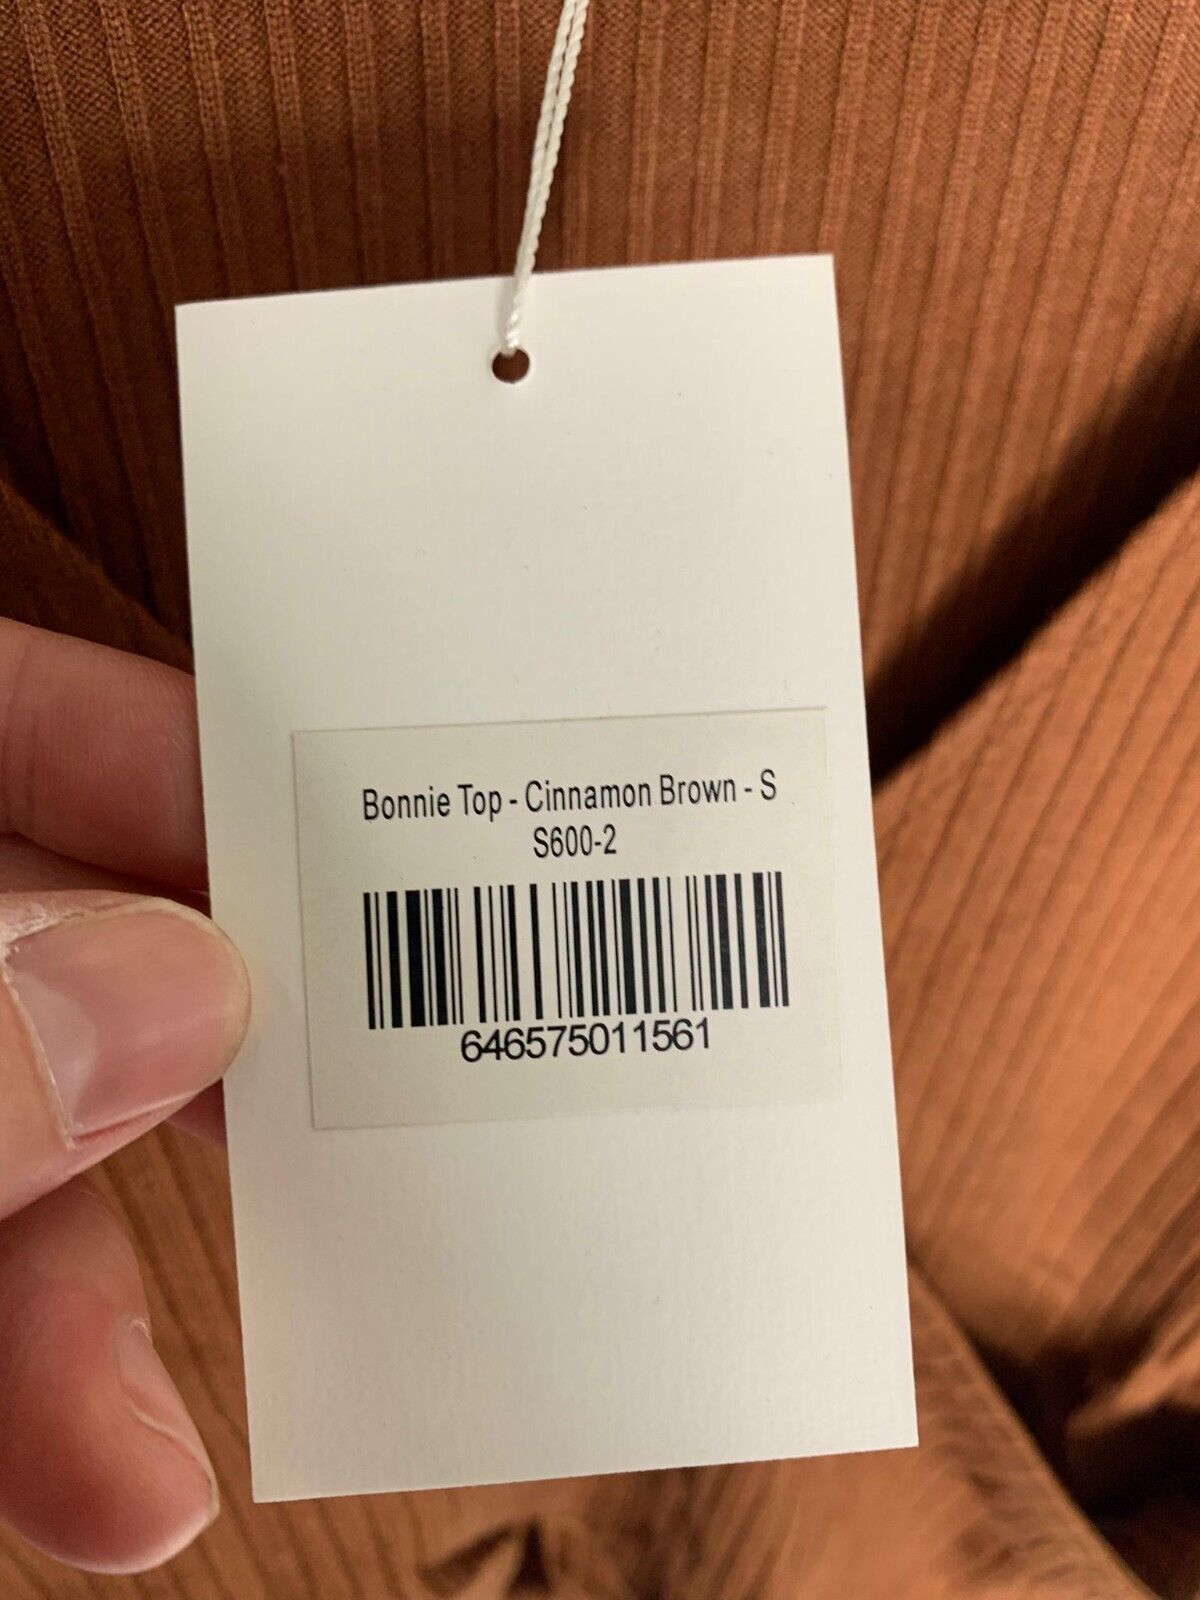 Bonnie Top - Cinnamon Brown - S
S600-2
646575011561